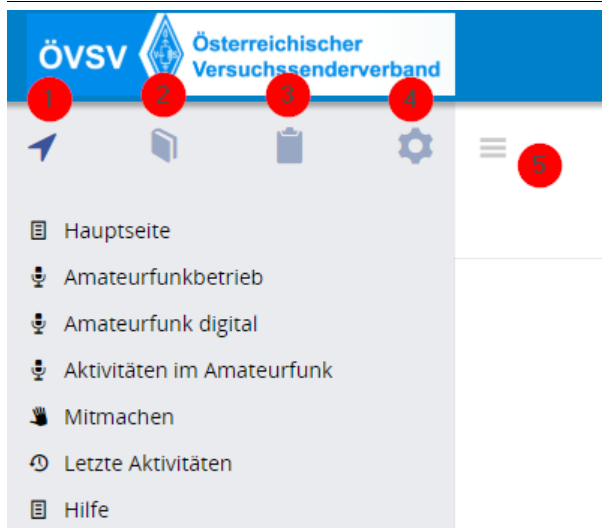 ÖVSV
Österreichischer
Versuchssenderverband
1
2
3
4
5
Hauptseite
Amateurfunkbetrieb
Amateurfunk digital
Aktivitäten im Amateurfunk
Mitmachen
Letzte Aktivitäten
Hilfe